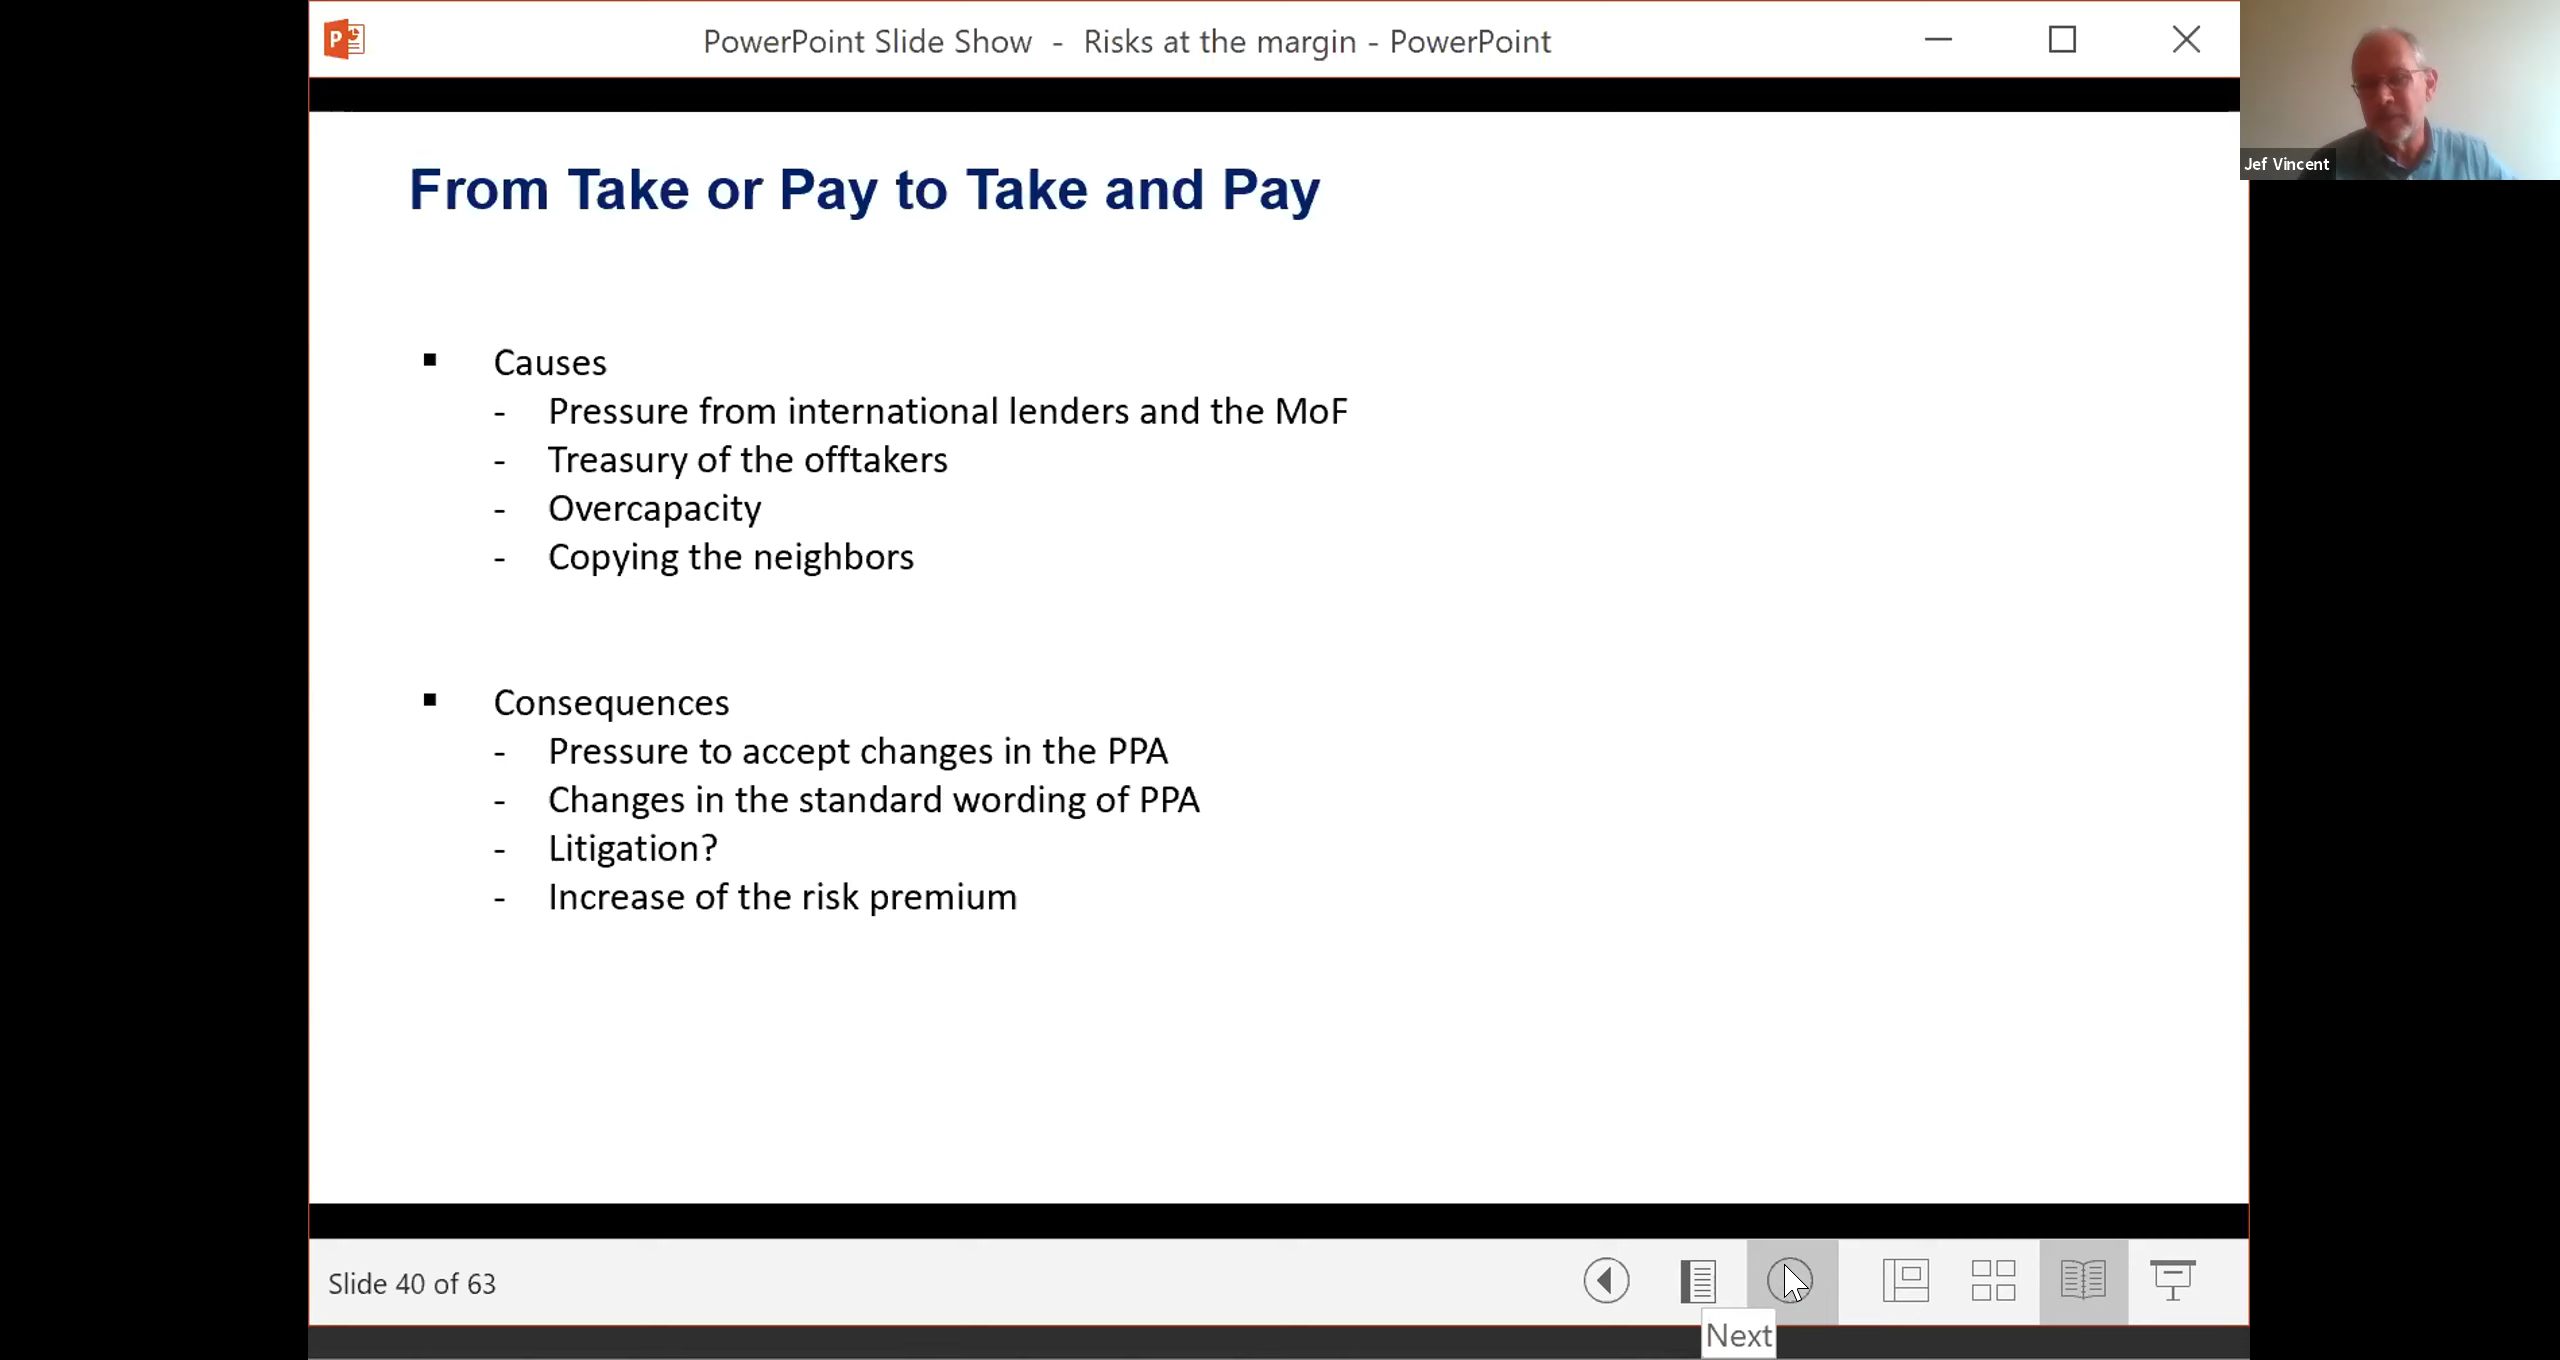 PowerPoint Slide Show - Risks at the margin - PowerPoint
Jef Vincent
From Take or Pay to Take and Pay
▪ Causes
- Pressure from international lenders and the MoF
- Treasury of the offtakers
- Overcapacity
- Copying the neighbors
▪ Consequences
- Pressure to accept changes in the PPA
- Changes in the standard wording of PPA
- Litigation?
- Increase of the risk premium
Slide 40 of 63
Next